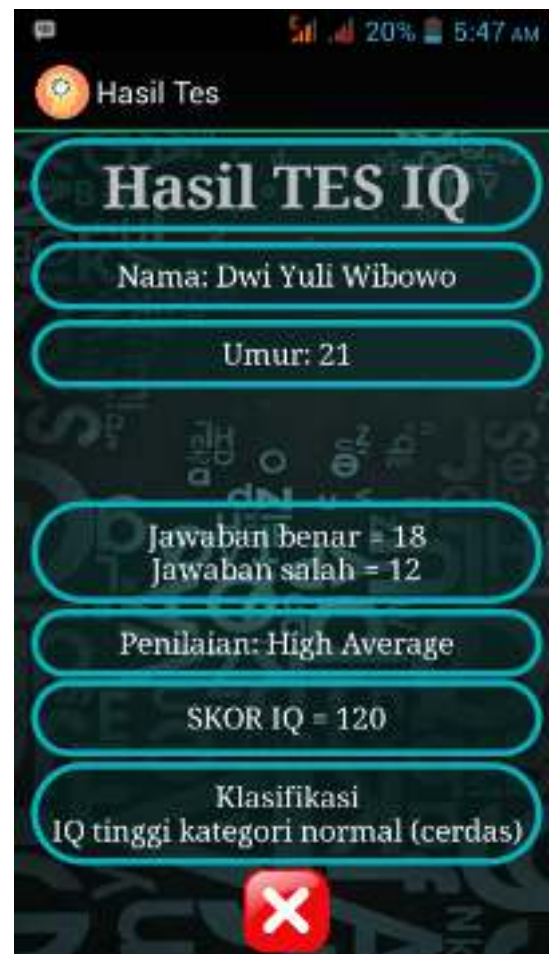 20% 5:47 AM
Hasil Tes
Hasil TES IQ
Nama: Dwi Yuli Wibowo
Umur: 21
Jawaban benar = 18
Jawaban salah = 12
Penilaian: High Average
SKOR IQ = 120
Klasifikasi
IQ tinggi kategori normal (cerdas)